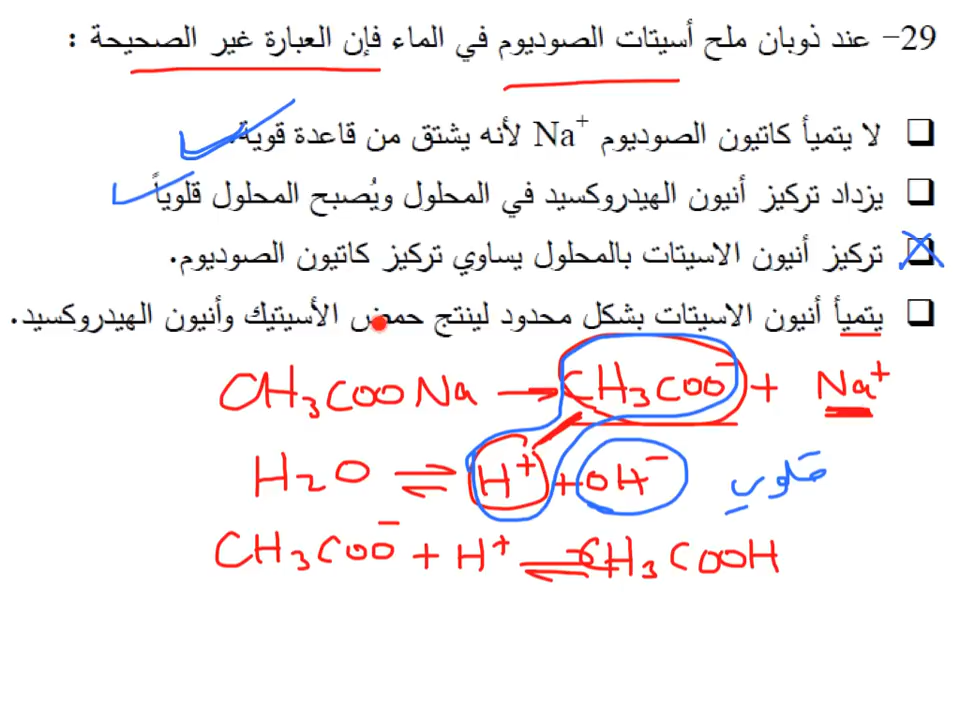 29- عند ذوبان ملح أسيتات الصوديوم في الماء فإن العبارة غير الصحيحة :
❑ لا يتميأ كاتيون الصوديوم Na⁺ لأنه يشتق من قاعدة قوية.
❑ يزداد تركيز أنيون الهيدروكسيد في المحلول ويُصبح المحلول قلوياً
❑ تركيز أنيون الاسيتات بالمحلول يساوي تركيز كاتيون الصوديوم.
❑ يتميأ أنيون الاسيتات بشكل محدود لينتج حمض الأسيتيك وأنيون الهيدروكسيد.
CH₃COONa → CH₃COO⁻ + Na⁺
H₂O ⇌ H⁺ + OH⁻ قلوي
CH₃COO⁻ + H⁺ ⇌ CH₃COOH